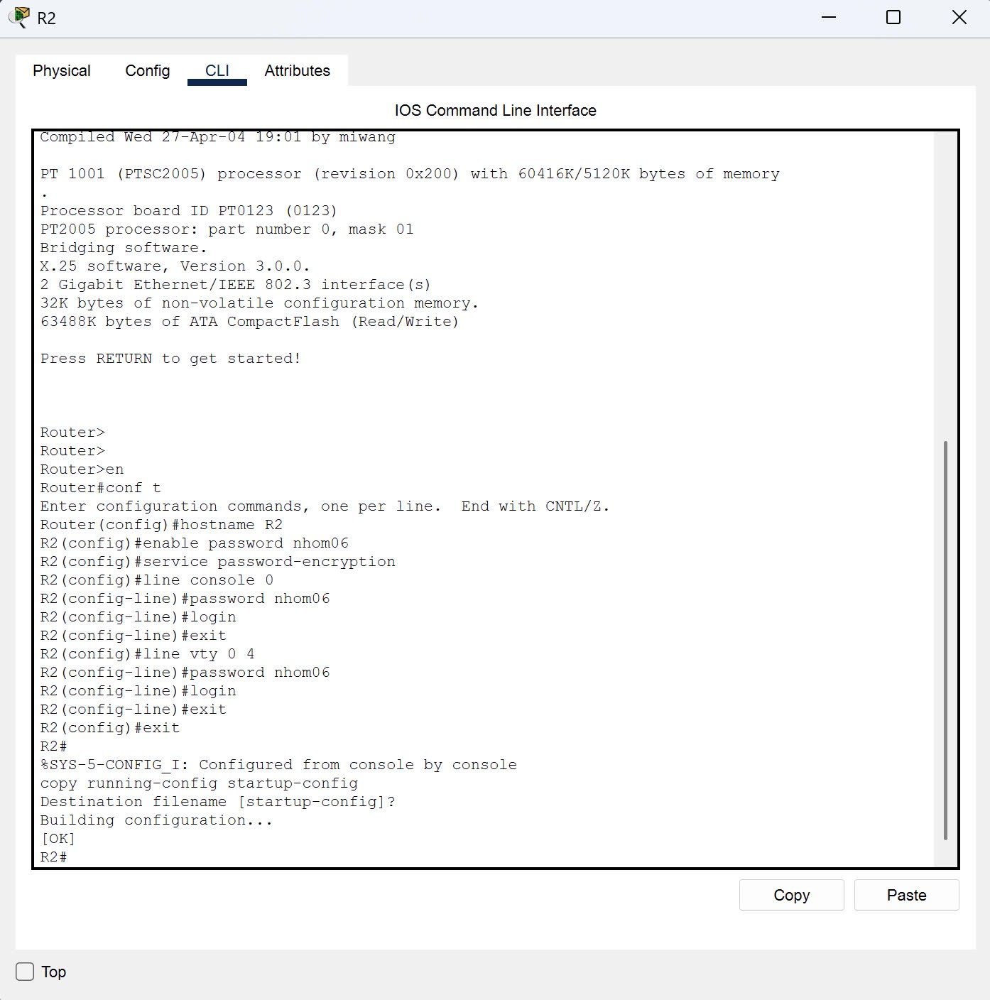 R2
Physical Config CLI Attributes
IOS Command Line Interface
Compiled Wed 27-Apr-04 19:01 by miwang
PT 1001 (PTSC2005) processor (revision 0x200) with 60416K/5120K bytes of memory
.
Processor board ID PT0123 (0123)
PT2005 processor: part number 0, mask 01
Bridging software.
X.25 software, Version 3.0.0.
2 Gigabit Ethernet/IEEE 802.3 interface(s)
32K bytes of non-volatile configuration memory.
63488K bytes of ATA CompactFlash (Read/Write)
Press RETURN to get started!
Router>
Router>
Router>en
Router#conf t
Enter configuration commands, one per line.  End with CNTL/Z.
Router(config)#hostname R2
R2(config)#enable password nhom06
R2(config)#service password-encryption
R2(config)#line console 0
R2(config-line)#password nhom06
R2(config-line)#login
R2(config-line)#exit
R2(config)#line vty 0 4
R2(config-line)#password nhom06
R2(config-line)#login
R2(config-line)#exit
R2(config)#exit
R2#
%SYS-5-CONFIG_I: Configured from console by console
copy running-config startup-config
Destination filename [startup-config]?
Building configuration...
[OK]
R2#
Copy Paste
Top